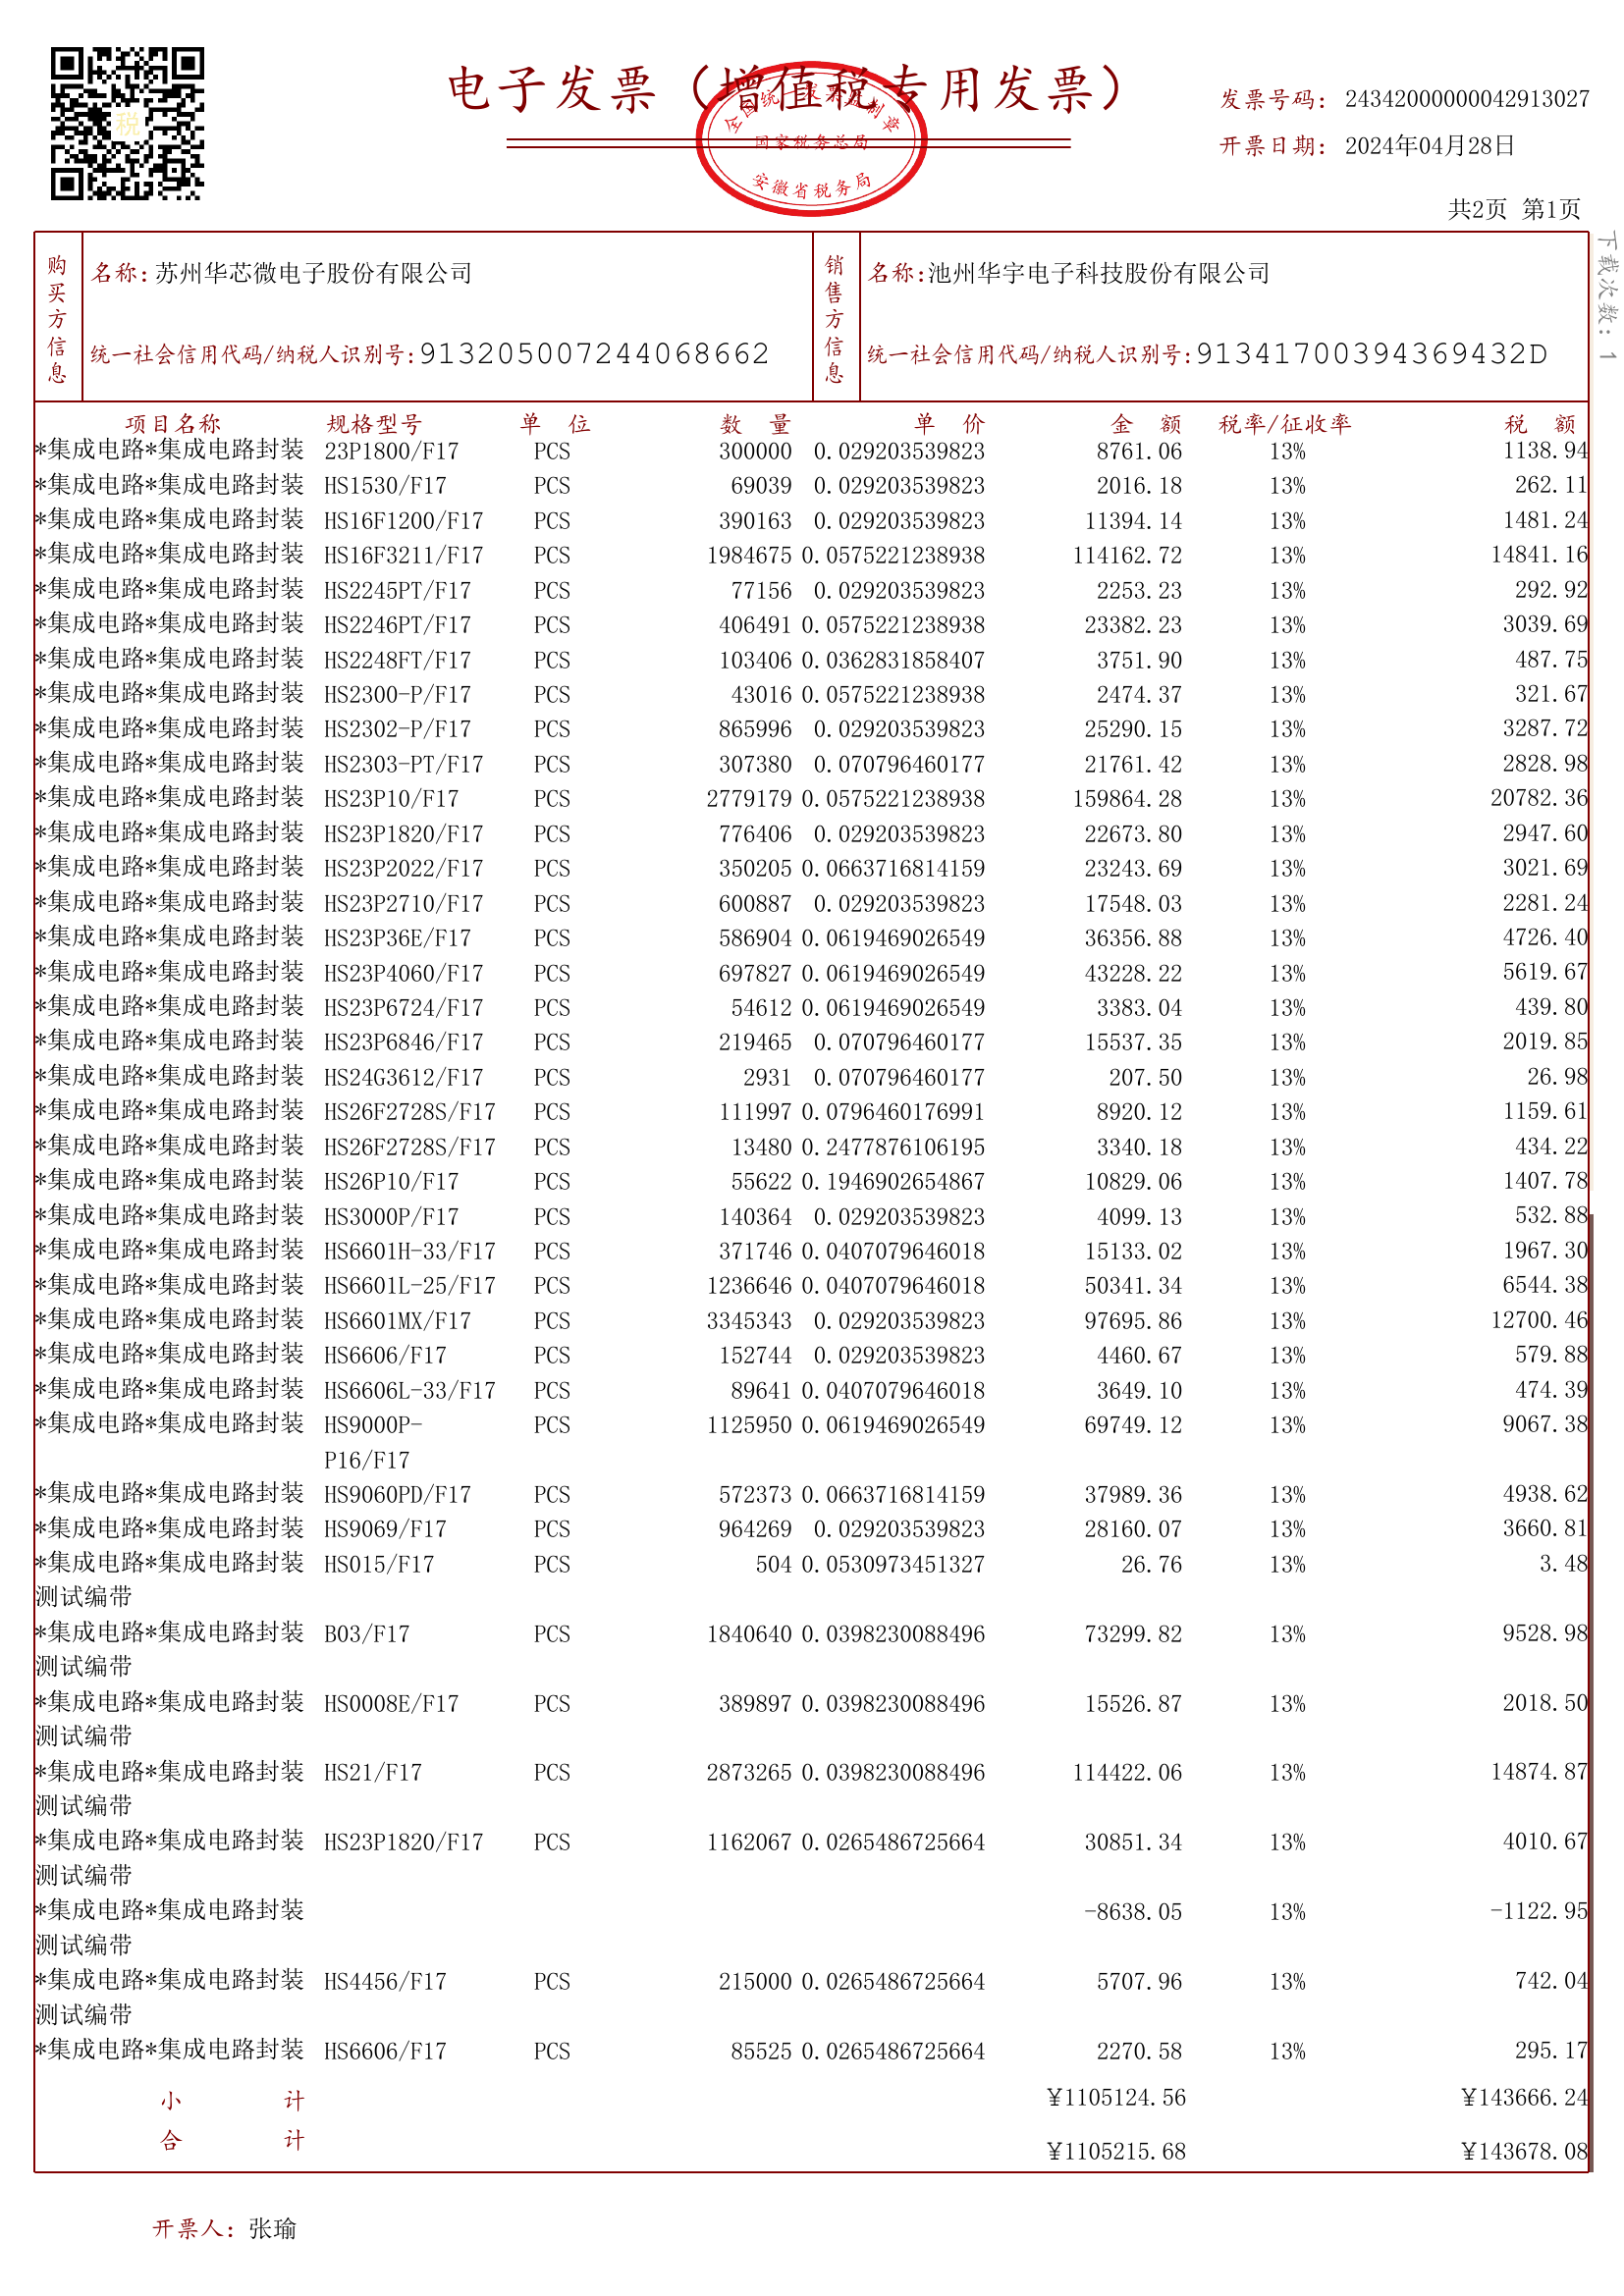 电子发票（增值税专用发票）
全国统一发票监制章
国家税务总局
安徽省税务局
税
发票号码：24342000000042913027
开票日期：2024年04月28日
共2页 第1页
下载次数：1
购买方信息
名称：苏州华芯微电子股份有限公司
统一社会信用代码/纳税人识别号：913205007244068662
销售方信息
名称：池州华宇电子科技股份有限公司
统一社会信用代码/纳税人识别号：91341700394369432D
项目名称 规格型号 单 位 数 量 单 价 金 额 税率/征收率 税 额
*集成电路*集成电路封装 23P1800/F17 PCS 300000 0.029203539823 8761.06 13% 1138.94
*集成电路*集成电路封装 HS1530/F17 PCS 69039 0.029203539823 2016.18 13% 262.11
*集成电路*集成电路封装 HS16F1200/F17 PCS 390163 0.029203539823 11394.14 13% 1481.24
*集成电路*集成电路封装 HS16F3211/F17 PCS 1984675 0.0575221238938 114162.72 13% 14841.16
*集成电路*集成电路封装 HS2245PT/F17 PCS 77156 0.029203539823 2253.23 13% 292.92
*集成电路*集成电路封装 HS2246PT/F17 PCS 406491 0.0575221238938 23382.23 13% 3039.69
*集成电路*集成电路封装 HS2248FT/F17 PCS 103406 0.0362831858407 3751.90 13% 487.75
*集成电路*集成电路封装 HS2300-P/F17 PCS 43016 0.0575221238938 2474.37 13% 321.67
*集成电路*集成电路封装 HS2302-P/F17 PCS 865996 0.029203539823 25290.15 13% 3287.72
*集成电路*集成电路封装 HS2303-PT/F17 PCS 307380 0.070796460177 21761.42 13% 2828.98
*集成电路*集成电路封装 HS23P10/F17 PCS 2779179 0.0575221238938 159864.28 13% 20782.36
*集成电路*集成电路封装 HS23P1820/F17 PCS 776406 0.029203539823 22673.80 13% 2947.60
*集成电路*集成电路封装 HS23P2022/F17 PCS 350205 0.0663716814159 23243.69 13% 3021.69
*集成电路*集成电路封装 HS23P2710/F17 PCS 600887 0.029203539823 17548.03 13% 2281.24
*集成电路*集成电路封装 HS23P36E/F17 PCS 586904 0.0619469026549 36356.88 13% 4726.40
*集成电路*集成电路封装 HS23P4060/F17 PCS 697827 0.0619469026549 43228.22 13% 5619.67
*集成电路*集成电路封装 HS23P6724/F17 PCS 54612 0.0619469026549 3383.04 13% 439.80
*集成电路*集成电路封装 HS23P6846/F17 PCS 219465 0.070796460177 15537.35 13% 2019.85
*集成电路*集成电路封装 HS24G3612/F17 PCS 2931 0.070796460177 207.50 13% 26.98
*集成电路*集成电路封装 HS26F2728S/F17 PCS 111997 0.0796460176991 8920.12 13% 1159.61
*集成电路*集成电路封装 HS26F2728S/F17 PCS 13480 0.2477876106195 3340.18 13% 434.22
*集成电路*集成电路封装 HS26P10/F17 PCS 55622 0.1946902654867 10829.06 13% 1407.78
*集成电路*集成电路封装 HS3000P/F17 PCS 140364 0.029203539823 4099.13 13% 532.88
*集成电路*集成电路封装 HS6601H-33/F17 PCS 371746 0.0407079646018 15133.02 13% 1967.30
*集成电路*集成电路封装 HS6601L-25/F17 PCS 1236646 0.0407079646018 50341.34 13% 6544.38
*集成电路*集成电路封装 HS6601MX/F17 PCS 3345343 0.029203539823 97695.86 13% 12700.46
*集成电路*集成电路封装 HS6606/F17 PCS 152744 0.029203539823 4460.67 13% 579.88
*集成电路*集成电路封装 HS6606L-33/F17 PCS 89641 0.0407079646018 3649.10 13% 474.39
*集成电路*集成电路封装 HS9000P- PCS 1125950 0.0619469026549 69749.12 13% 9067.38
P16/F17
*集成电路*集成电路封装 HS9060PD/F17 PCS 572373 0.0663716814159 37989.36 13% 4938.62
*集成电路*集成电路封装 HS9069/F17 PCS 964269 0.029203539823 28160.07 13% 3660.81
*集成电路*集成电路封装 HS015/F17 PCS 504 0.0530973451327 26.76 13% 3.48
测试编带
*集成电路*集成电路封装 B03/F17 PCS 1840640 0.0398230088496 73299.82 13% 9528.98
测试编带
*集成电路*集成电路封装 HS0008E/F17 PCS 389897 0.0398230088496 15526.87 13% 2018.50
测试编带
*集成电路*集成电路封装 HS21/F17 PCS 2873265 0.0398230088496 114422.06 13% 14874.87
测试编带
*集成电路*集成电路封装 HS23P1820/F17 PCS 1162067 0.0265486725664 30851.34 13% 4010.67
测试编带
*集成电路*集成电路封装 -8638.05 13% -1122.95
测试编带
*集成电路*集成电路封装 HS4456/F17 PCS 215000 0.0265486725664 5707.96 13% 742.04
测试编带
*集成电路*集成电路封装 HS6606/F17 PCS 85525 0.0265486725664 2270.58 13% 295.17
小 计 ¥1105124.56 ¥143666.24
合 计 ¥1105215.68 ¥143678.08
开票人：张瑜